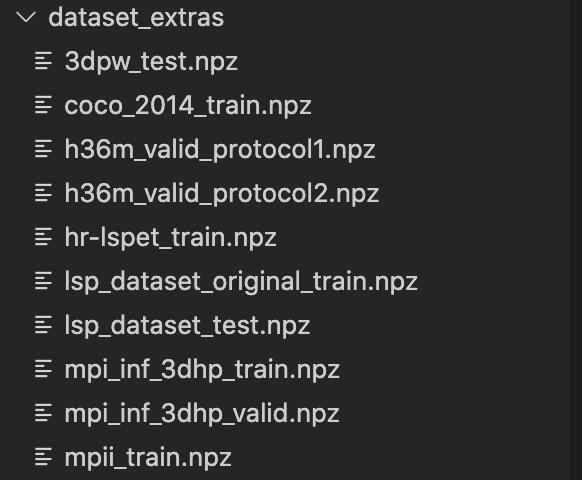 dataset_extras
3dpw_test.npz
coco_2014_train.npz
h36m_valid_protocol1.npz
h36m_valid_protocol2.npz
hr-lspet_train.npz
lsp_dataset_original_train.npz
lsp_dataset_test.npz
mpi_inf_3dhp_train.npz
mpi_inf_3dhp_valid.npz
mpii_train.npz